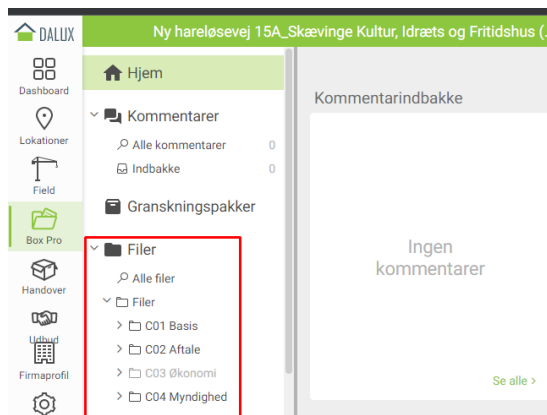 DALUX
Ny hareløsevej 15A_Skævinge Kultur, Idræts og Fritidshus (.
Dashboard
Lokationer
Field
Box Pro
Handover
Udbud
Firmaprofil
Hjem
Kommentarer
Alle kommentarer 0
Indbakke 0
Granskningspakker
Filer
Alle filer
Filer
C01 Basis
C02 Aftale
C03 Økonomi
C04 Myndighed
Kommentarindbakke
Ingen
kommentarer
Se alle >